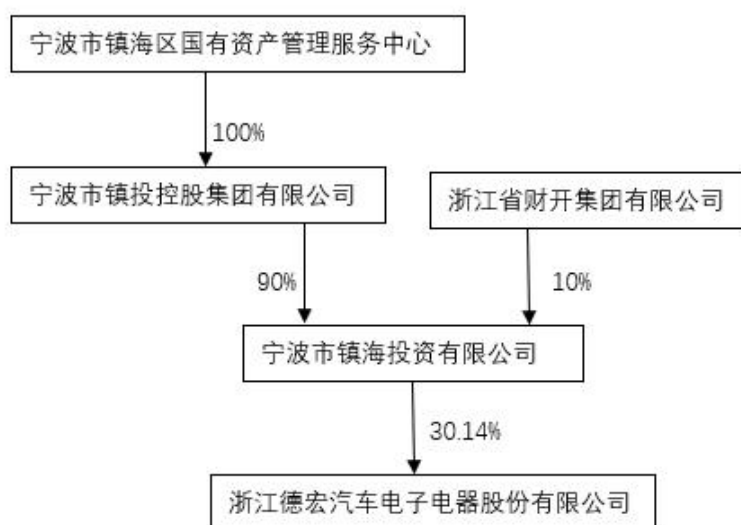 宁波市镇海区国有资产管理服务中心
100%
宁波市镇投控股集团有限公司
浙江省财开集团有限公司
90%
10%
宁波市镇海投资有限公司
30.14%
浙江德宏汽车电子电器股份有限公司